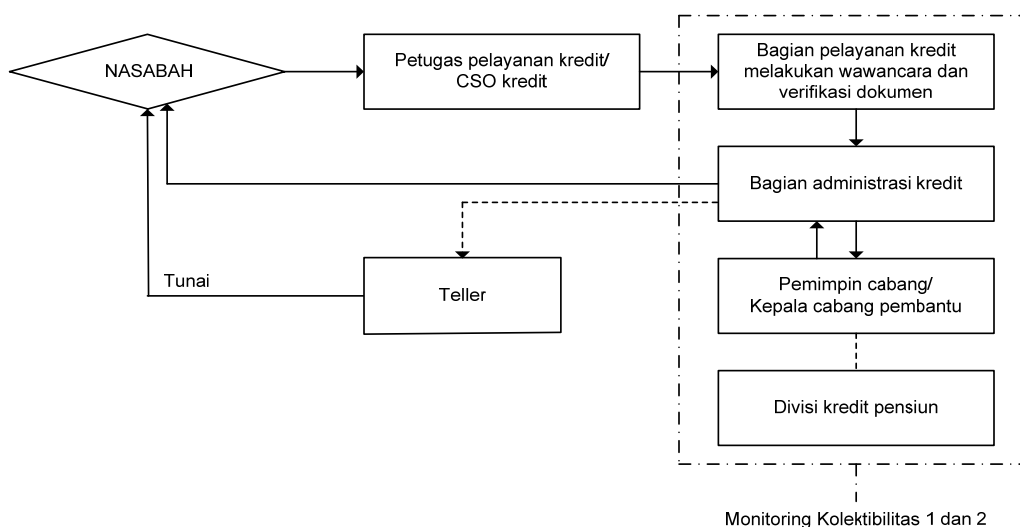 NASABAH
Petugas pelayanan kredit/
CSO kredit
Bagian pelayanan kredit
melakukan wawancara dan
verifikasi dokumen
Bagian administrasi kredit
Tunai
Teller
Pemimpin cabang/
Kepala cabang pembantu
Divisi kredit pensiun
Monitoring Kolektibilitas 1 dan 2